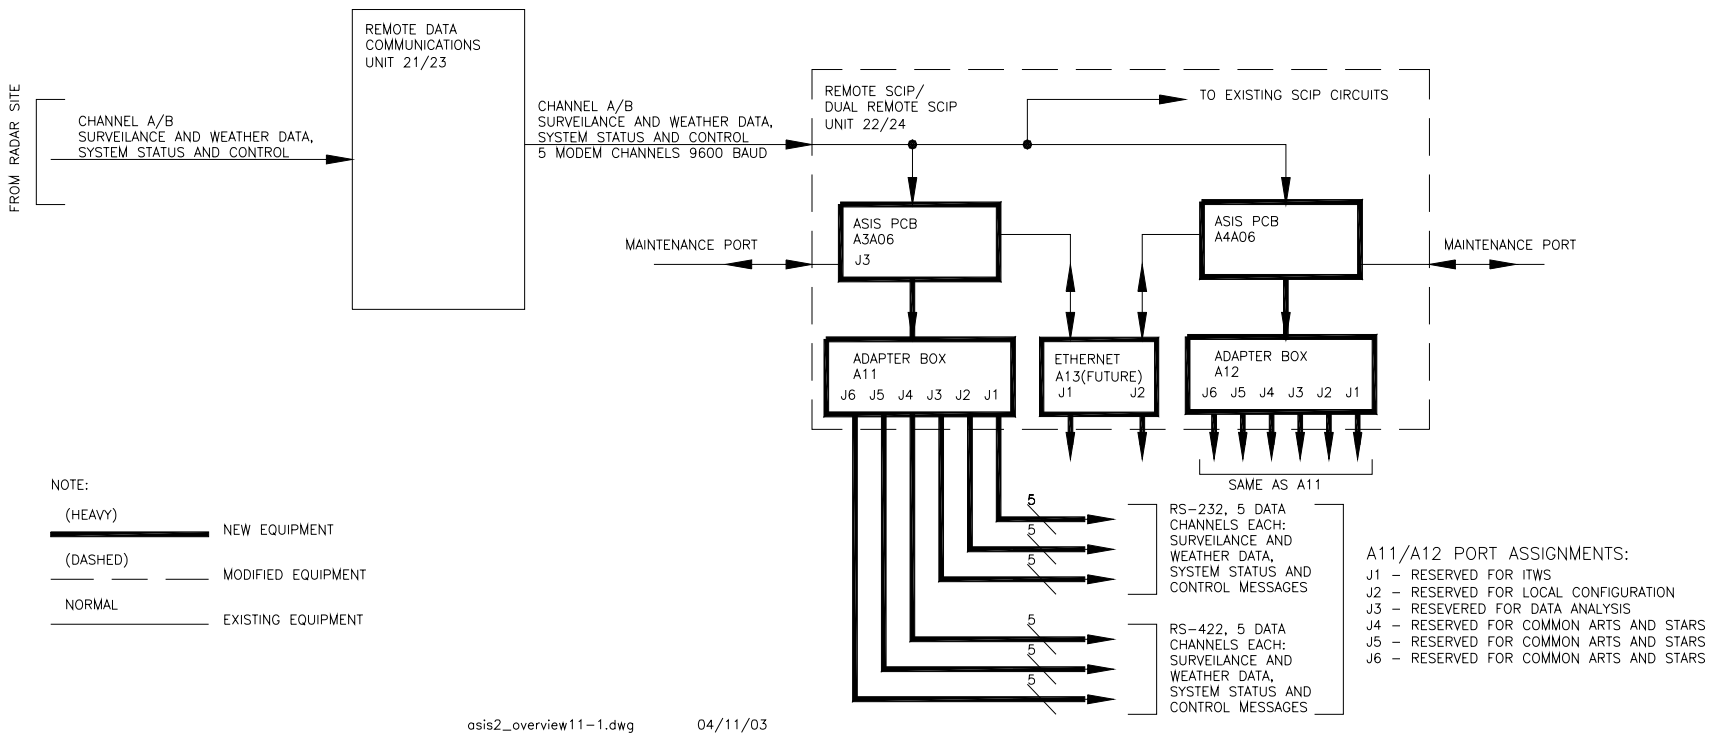 FROM RADAR SITE
CHANNEL A/B
SURVEILANCE AND WEATHER DATA,
SYSTEM STATUS AND CONTROL
REMOTE DATA
COMMUNICATIONS
UNIT 21/23
CHANNEL A/B
SURVEILANCE AND WEATHER DATA,
SYSTEM STATUS AND CONTROL
5 MODEM CHANNELS 9600 BAUD
REMOTE SCIP/
DUAL REMOTE SCIP
UNIT 22/24
TO EXISTING SCIP CIRCUITS
MAINTENANCE PORT
ASIS PCB
A3A06
J3
ASIS PCB
A4A06
MAINTENANCE PORT
ADAPTER BOX
A11
J6 J5 J4 J3 J2 J1
ETHERNET
A13(FUTURE)
J1 J2
ADAPTER BOX
A12
J6 J5 J4 J3 J2 J1
SAME AS A11
NOTE:
(HEAVY)
NEW EQUIPMENT
(DASHED)
MODIFIED EQUIPMENT
NORMAL
EXISTING EQUIPMENT
5
5
5
RS-232, 5 DATA
CHANNELS EACH:
SURVEILANCE AND
WEATHER DATA,
SYSTEM STATUS AND
CONTROL MESSAGES
5
5
5
RS-422, 5 DATA
CHANNELS EACH:
SURVEILANCE AND
WEATHER DATA,
SYSTEM STATUS AND
CONTROL MESSAGES
A11/A12 PORT ASSIGNMENTS:
J1 - RESERVED FOR ITWS
J2 - RESERVED FOR LOCAL CONFIGURATION
J3 - RESEVERED FOR DATA ANALYSIS
J4 - RESERVED FOR COMMON ARTS AND STARS
J5 - RESERVED FOR COMMON ARTS AND STARS
J6 - RESERVED FOR COMMON ARTS AND STARS
asis2_overview11-1.dwg 04/11/03